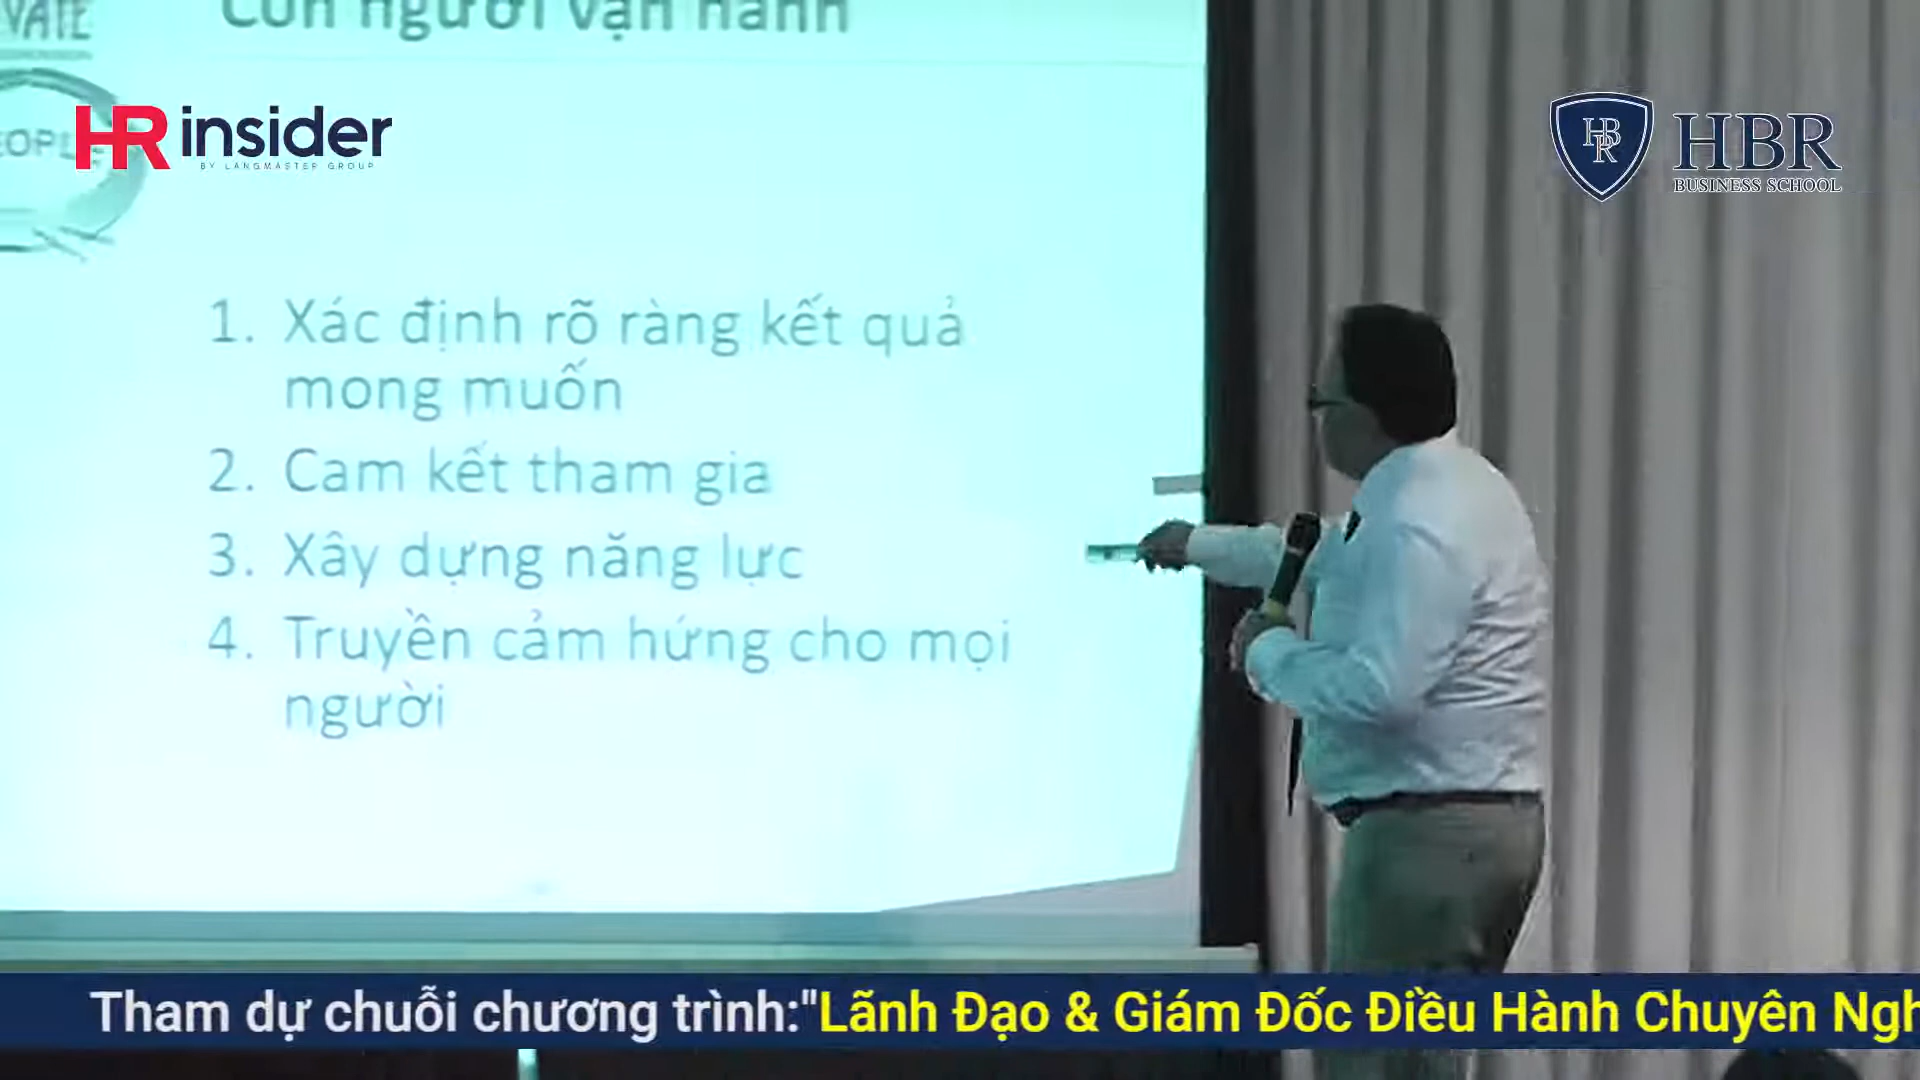 Con người vận hành
HR insider
BY LANGMASTER GROUP
HBR
BUSINESS SCHOOL
1. Xác định rõ ràng kết quả
mong muốn
2. Cam kết tham gia
3. Xây dựng năng lực
4. Truyền cảm hứng cho mọi
người
Tham dự chuỗi chương trình:"Lãnh Đạo & Giám Đốc Điều Hành Chuyên